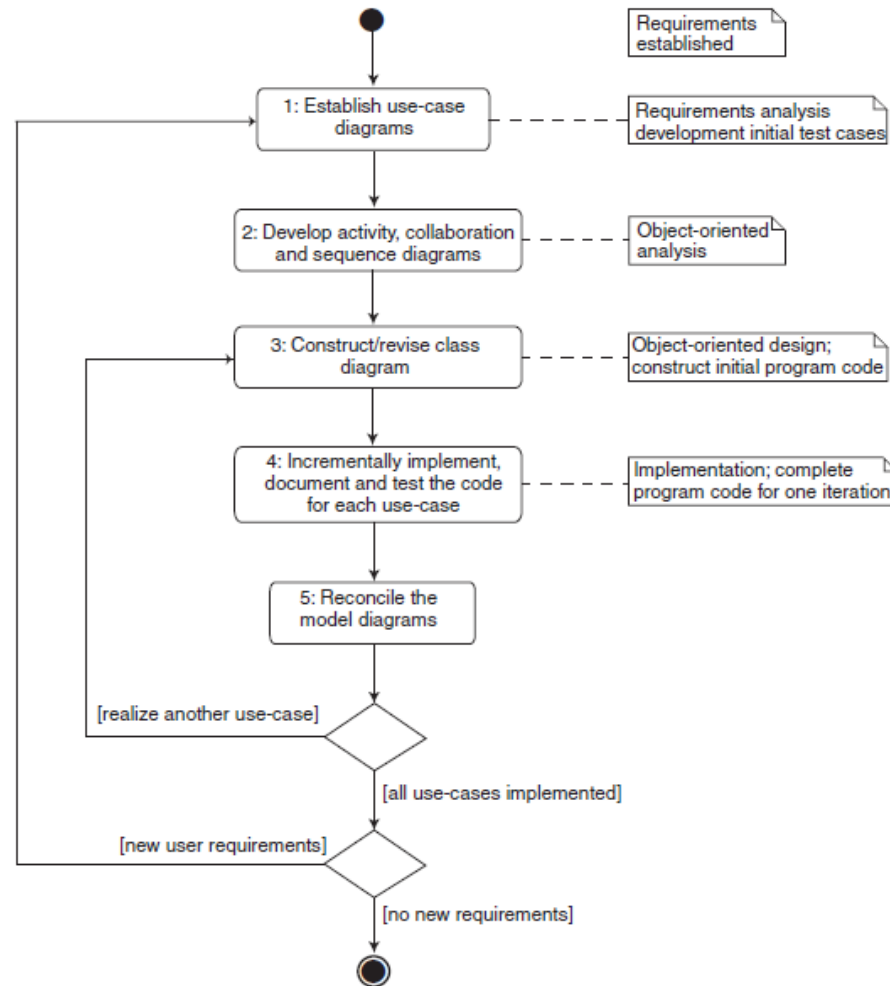 Requirements
established
1: Establish use-case
diagrams
Requirements analysis
development initial test cases
2: Develop activity, collaboration
and sequence diagrams
Object-oriented
analysis
3: Construct/revise class
diagram
Object-oriented design;
construct initial program code
4: Incrementally implement,
document and test the code
for each use-case
Implementation; complete
program code for one iteration
5: Reconcile the
model diagrams
[realize another use-case]
[all use-cases implemented]
[new user requirements]
[no new requirements]